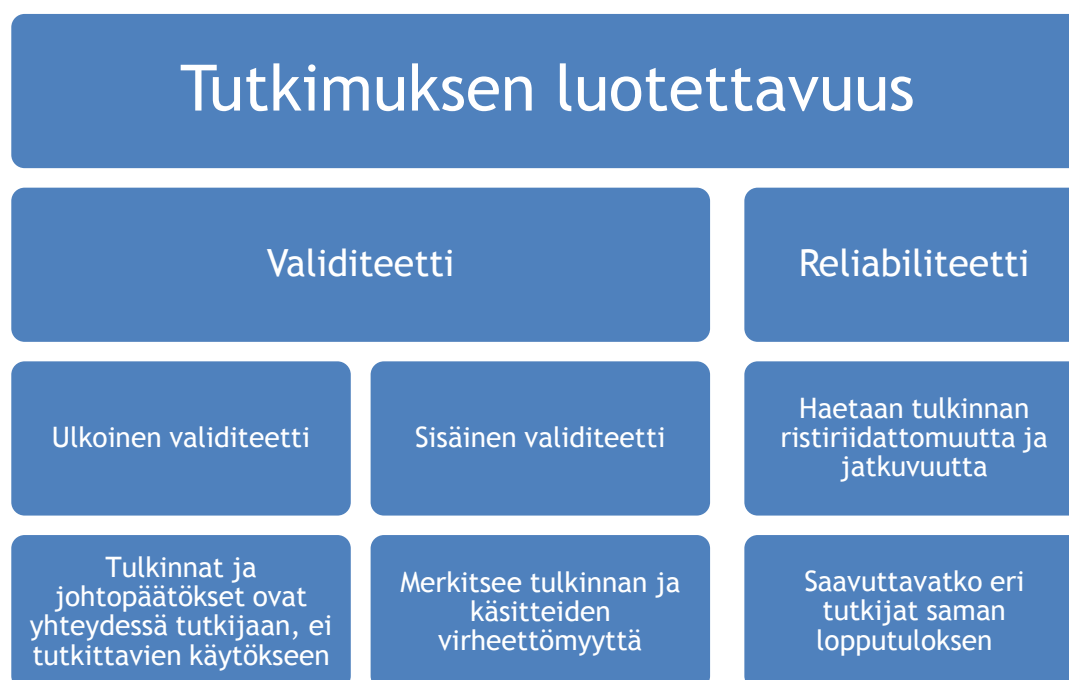 Tutkimuksen luotettavuus
Validiteetti
Reliabiliteetti
Ulkoinen validiteetti
Sisäinen validiteetti
Haetaan tulkinnan
ristiriidattomuutta ja
jatkuvuutta
Tulkinnat ja
johtopäätökset ovat
yhteydessä tutkijaan, ei
tutkittavien käytökseen
Merkitsee tulkinnan ja
käsitteiden
virheettömyyttä
Saavuttavatko eri
tutkijat saman
lopputuloksen